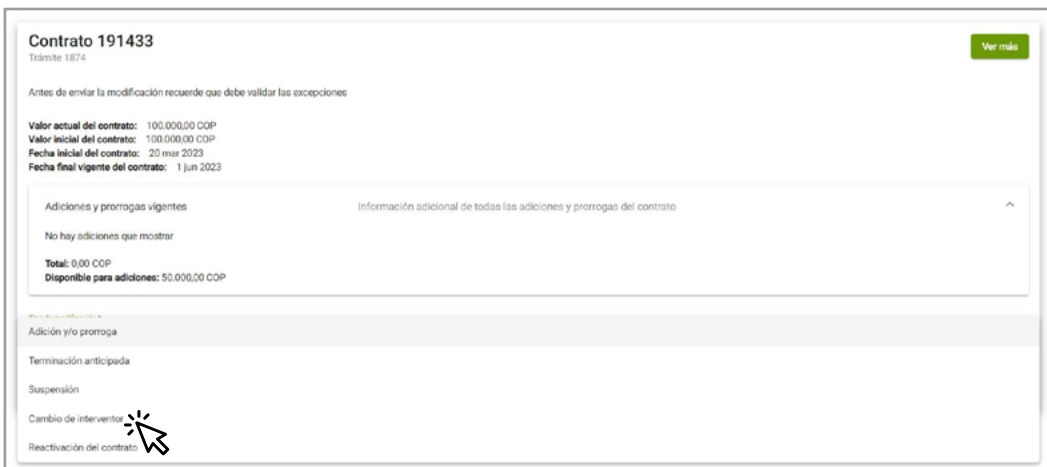 Contrato 191433
Ver más
Trámite 1874
Antes de enviar la modificación recuerde que debe validar las excepciones
Valor actual del contrato: 100.000,00 COP
Valor inicial del contrato: 100.000,00 COP
Fecha inicial del contrato: 20 mar 2023
Fecha final vigente del contrato: 1 jun 2023
Adiciones y prorrogas vigentes Información adicional de todas las adiciones y prorrogas del contrato
No hay adiciones que mostrar
Total: 0,00 COP
Disponible para adiciones: 50.000,00 COP
Adición y/o prorroga
Terminación anticipada
Suspensión
Cambio de interventor
Reactivación del contrato